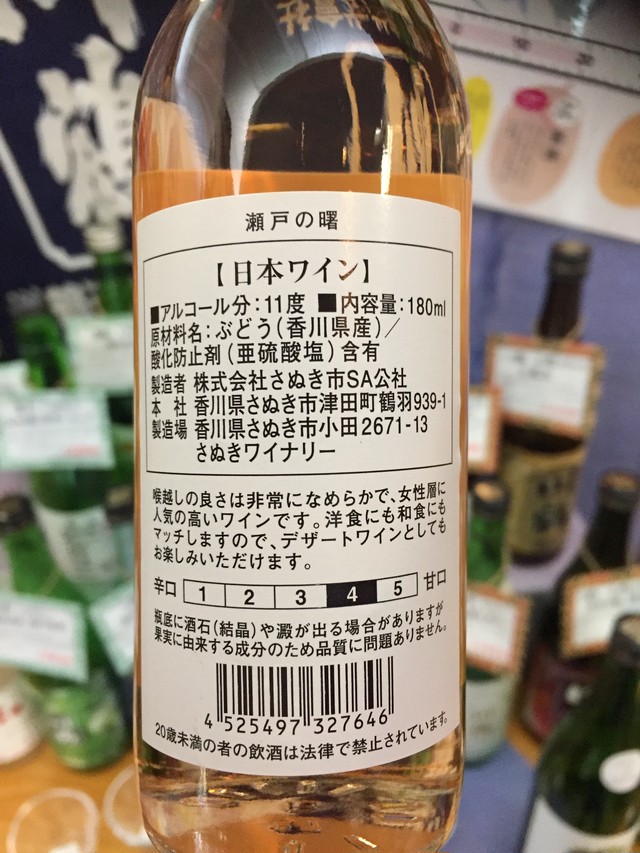 瀬戸の曙
【日本ワイン】
■アルコール分:11度 ■内容量:180ml
原材料名:ぶどう(香川県産)/
酸化防止剤(亜硫酸塩)含有
製造者 株式会社さぬき市SA公社
本 社 香川県さぬき市津田町鶴羽939-1
製造場 香川県さぬき市小田2671-13
さぬきワイナリー
喉越しの良さは非常になめらかで、女性層に
人気の高いワインです。洋食にも和食にも
マッチしますので、デザートワインとしても
お楽しみいただけます。
辛口 1 2 3 4 5 甘口
瓶底に酒石(結晶)や澱が出る場合がありますが
果実に由来する成分のため品質に問題ありません。
4 525497 327646
20歳未満の者の飲酒は法律で禁止されています。